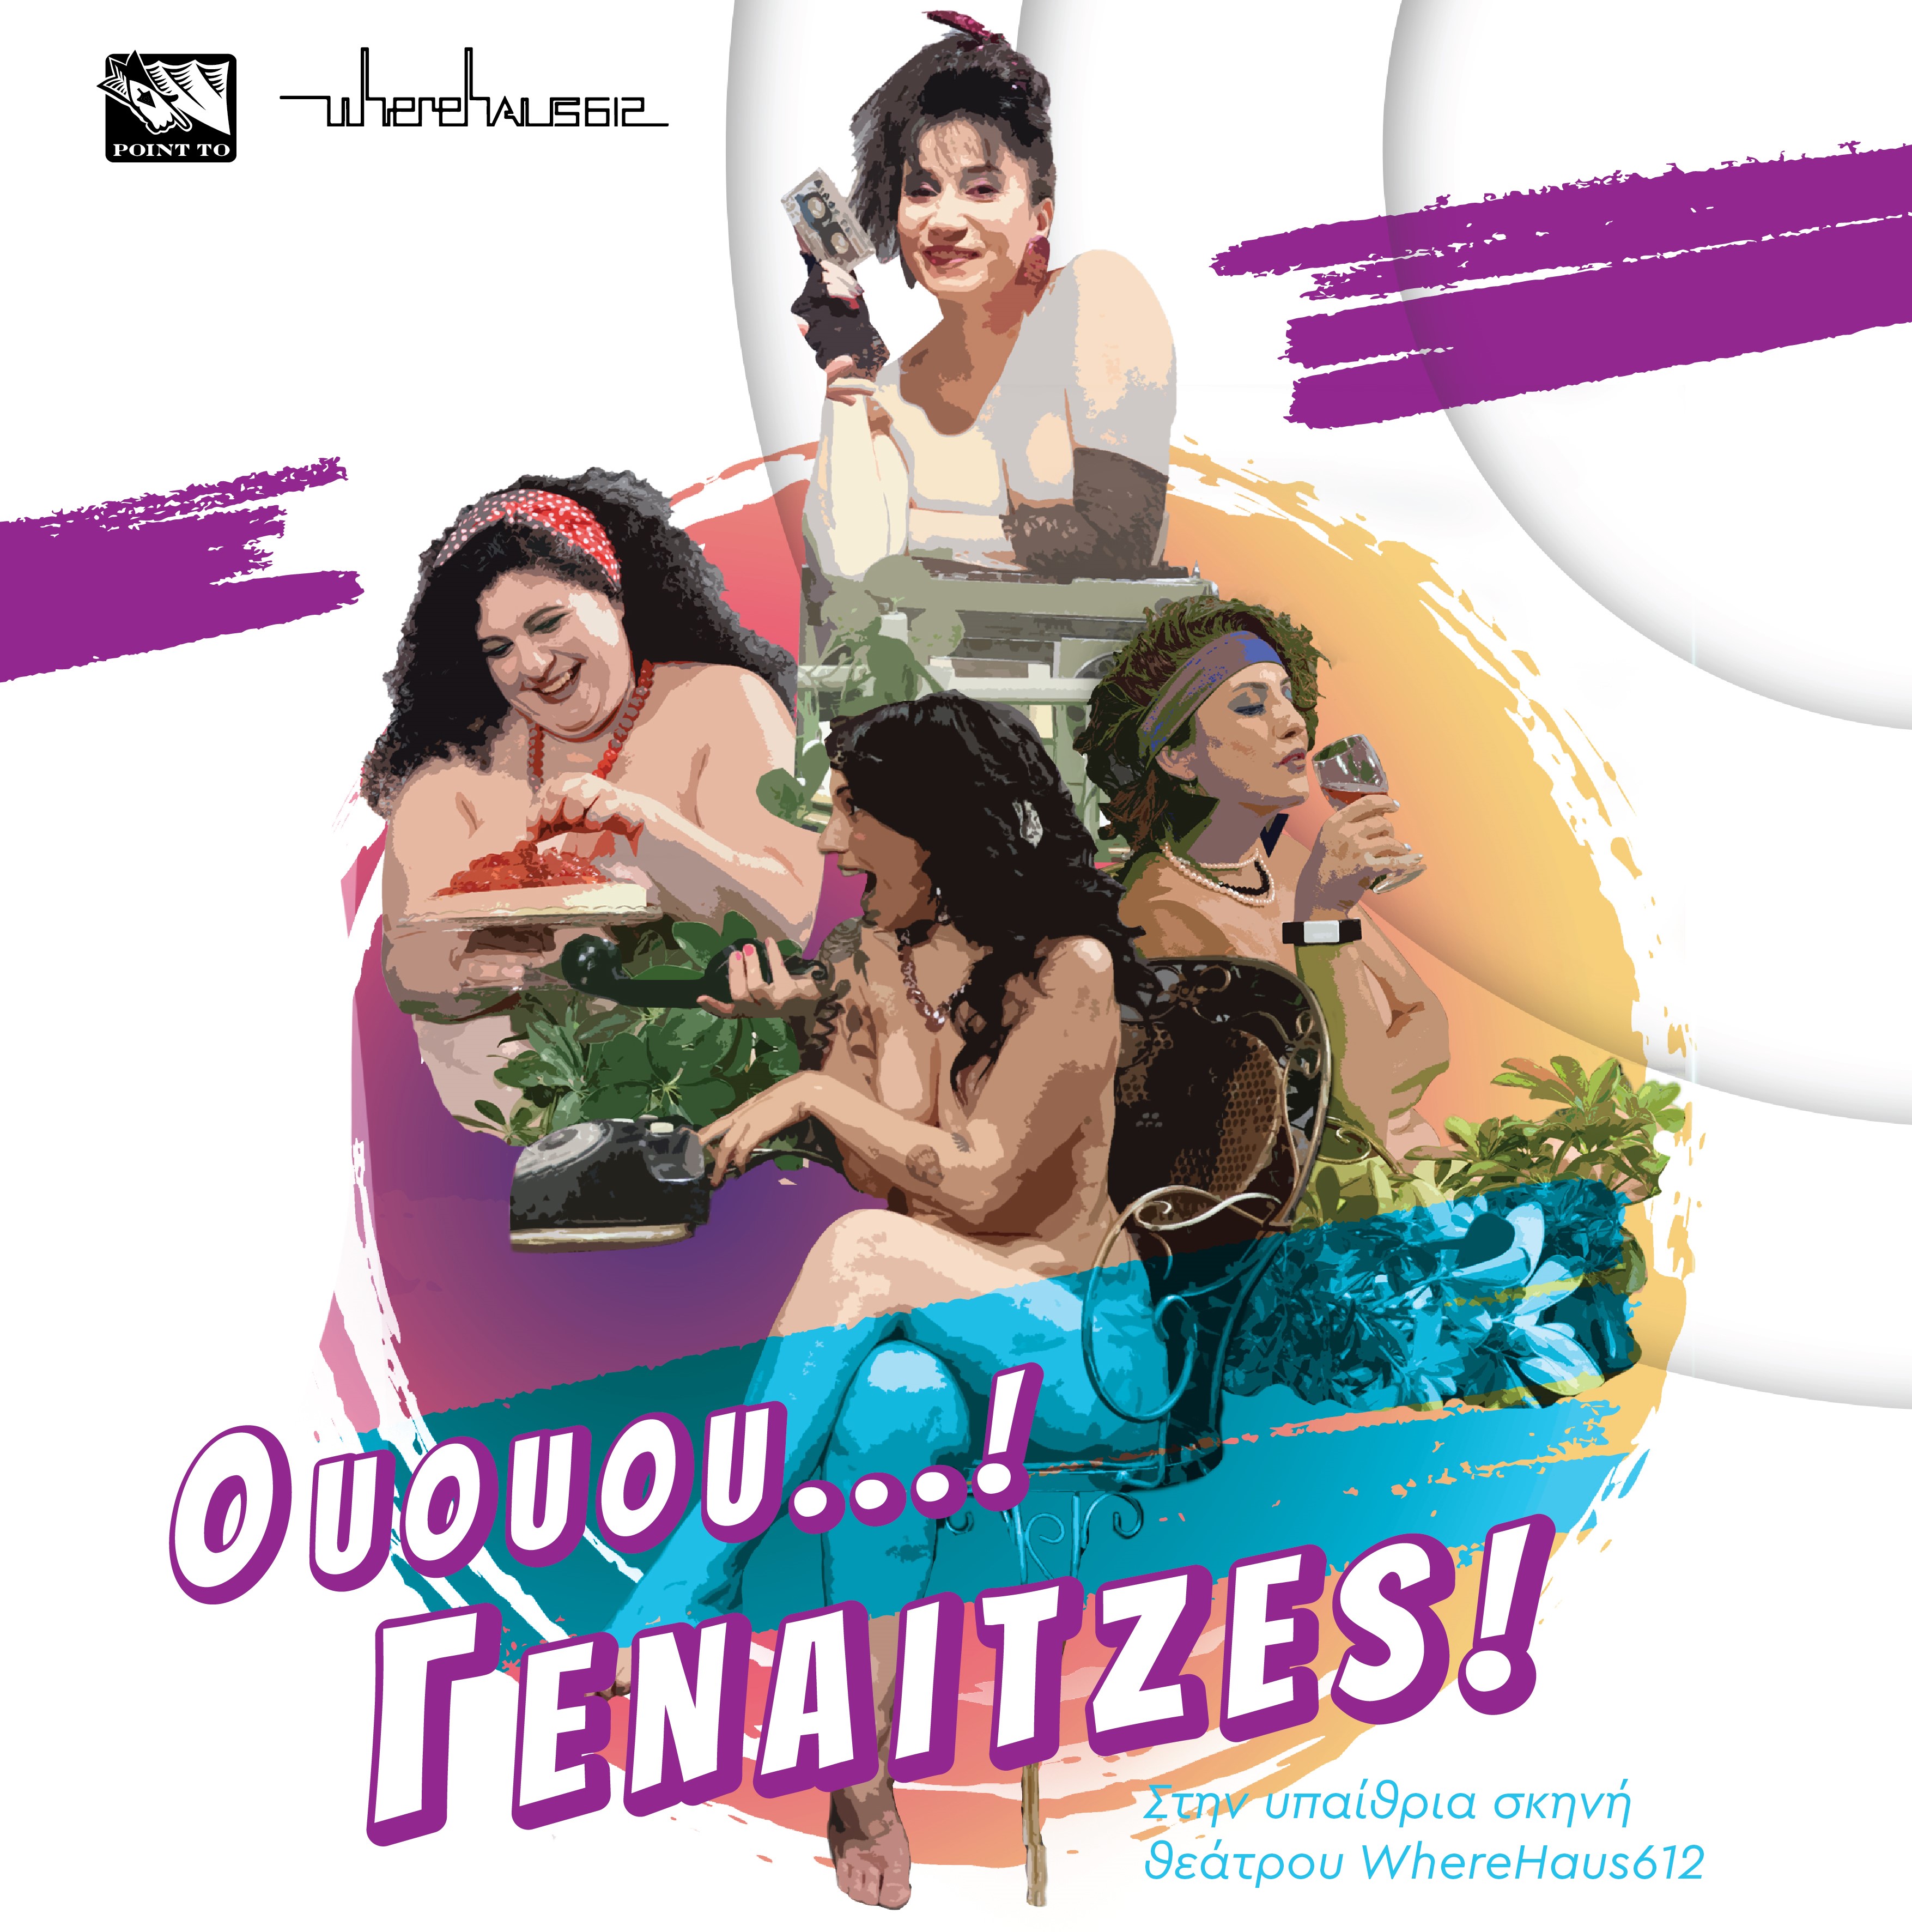 POINT TO
whereHAUS612
Ουουου...!
Γεναιτζες!
Στην υπαίθρια σκηνή
θεάτρου WhereHaus612